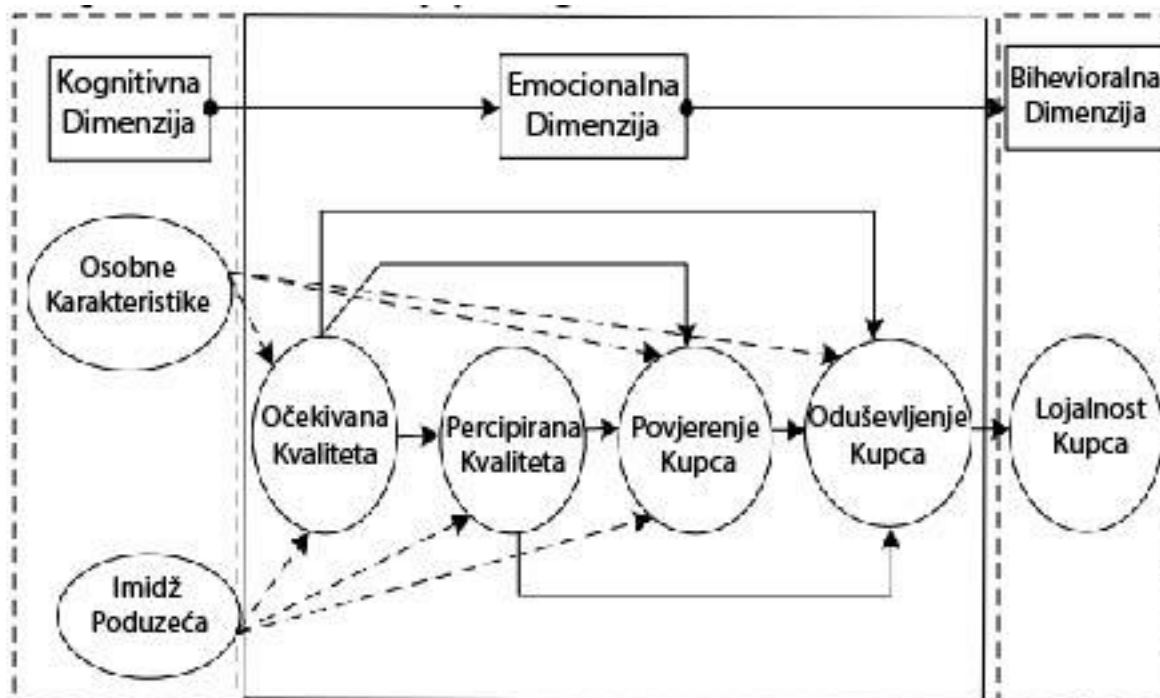 Kognitivna
Dimenzija
Emocionalna
Dimenzija
Bihevioralna
Dimenzija
Osobne
Karakteristike
Očekivana
Kvaliteta
Percipirana
Kvaliteta
Povjerenje
Kupca
Oduševljenje
Kupca
Lojalnost
Kupca
Imidž
Poduzeća